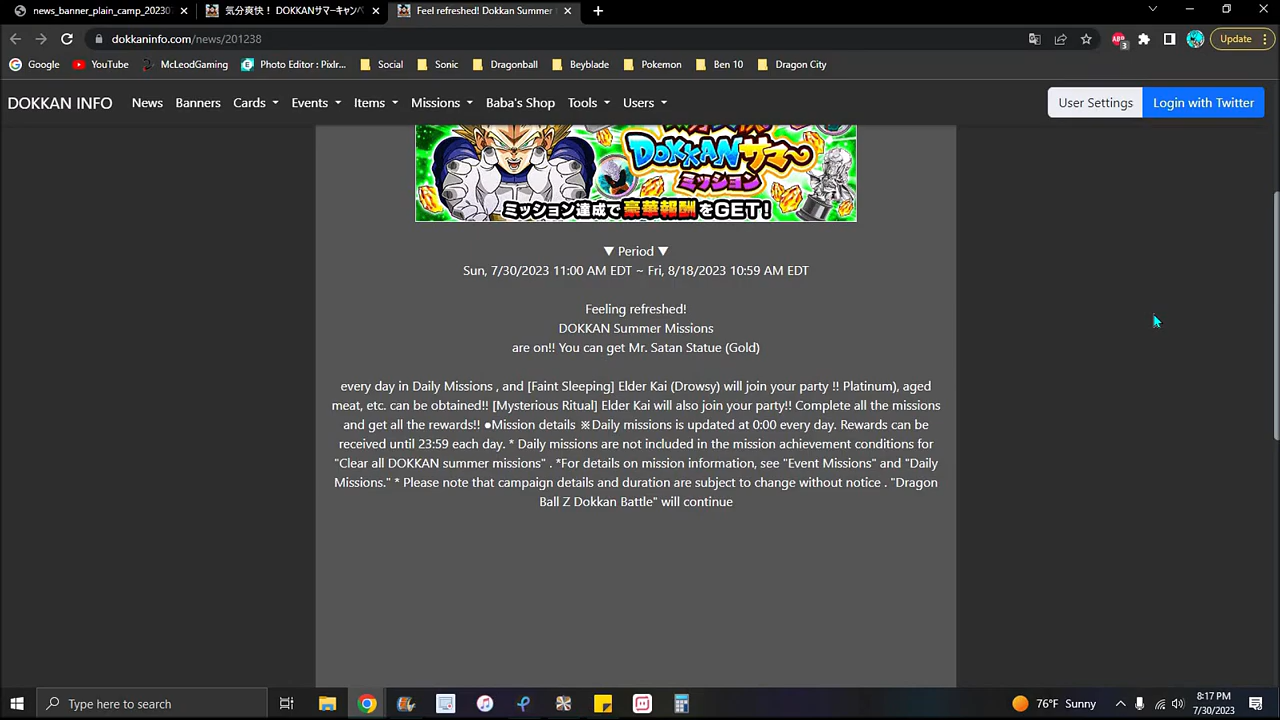 news_banner_plain_camp_20230
気分爽快！ DOKKANサマーキャンペ
Feel refreshed! Dokkan Summer
dokkaninfo.com/news/201238
3
Update
Google
YouTube
McLeodGaming
Photo Editor : Pixlr...
Social
Sonic
Dragonball
Beyblade
Pokemon
Ben 10
Dragon City
DOKKAN INFO
News
Banners
Cards
Events
Items
Missions
Baba's Shop
Tools
Users
User Settings
Login with Twitter
DOKKANサマ〜
ミッション
ミッション達成で豪華報酬をGET!
▼ Period ▼
Sun, 7/30/2023 11:00 AM EDT ~ Fri, 8/18/2023 10:59 AM EDT
Feeling refreshed!
DOKKAN Summer Missions
are on!! You can get Mr. Satan Statue (Gold)
every day in Daily Missions , and [Faint Sleeping] Elder Kai (Drowsy) will join your party !! Platinum), aged
meat, etc. can be obtained!! [Mysterious Ritual] Elder Kai will also join your party!! Complete all the missions
and get all the rewards!! ●Mission details ※Daily missions is updated at 0:00 every day. Rewards can be
received until 23:59 each day. * Daily missions are not included in the mission achievement conditions for
"Clear all DOKKAN summer missions" . *For details on mission information, see "Event Missions" and "Daily
Missions." * Please note that campaign details and duration are subject to change without notice . "Dragon
Ball Z Dokkan Battle" will continue
Type here to search
76°F Sunny
8:17 PM
7/30/2023